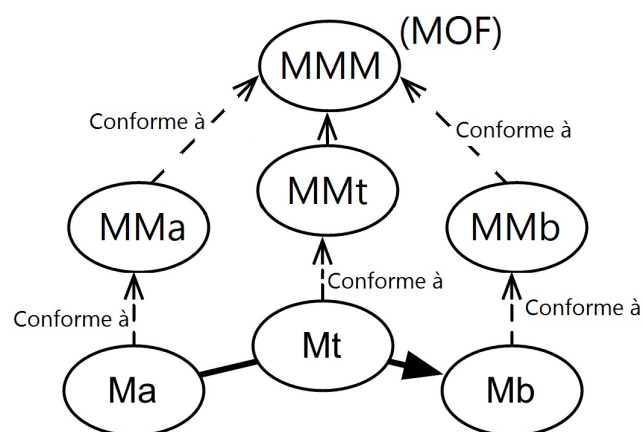 (MOF)
MMM
Conforme à
Conforme à
MMt
MMa
MMb
Conforme à
Conforme à
Conforme à
Mt
Ma
Mb